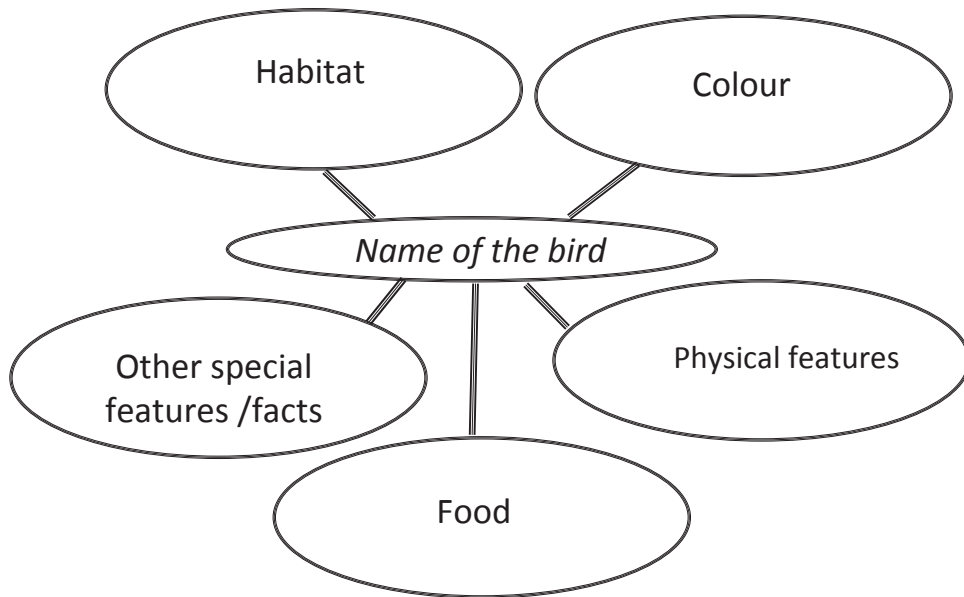 Habitat
Colour
Name of the bird
Other special
features /facts
Physical features
Food